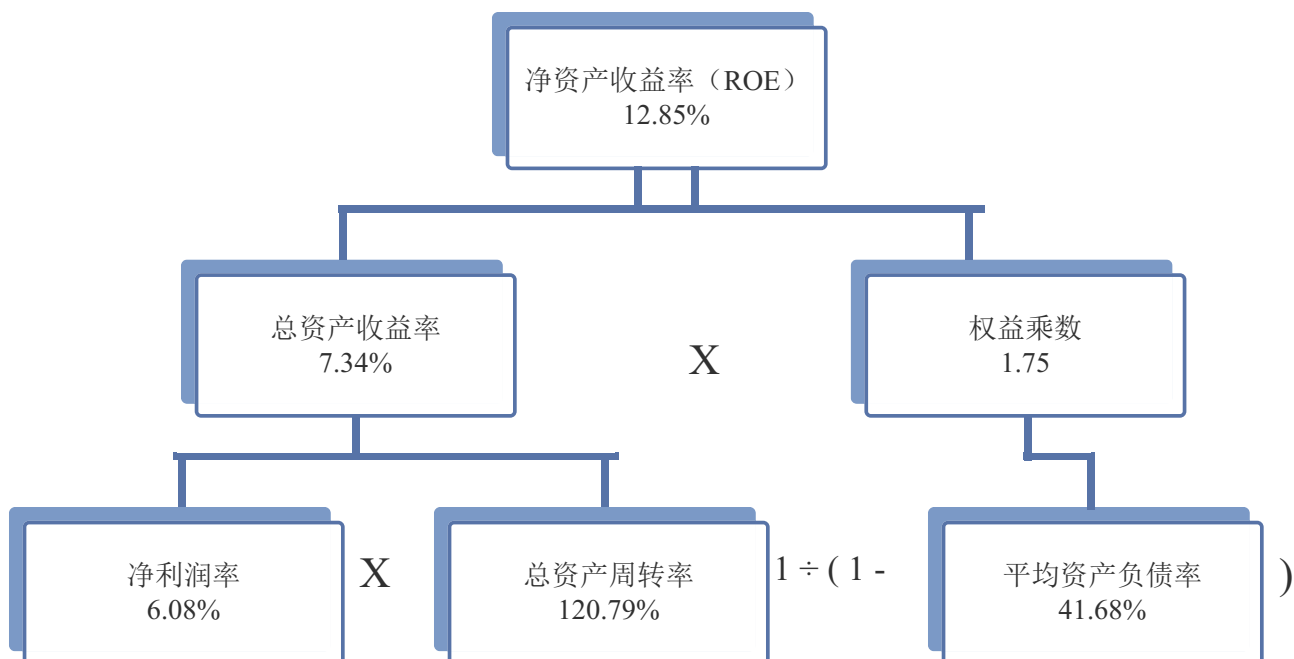 净资产收益率（ROE）
12.85%
总资产收益率
7.34%
X
权益乘数
1.75
净利润率
6.08%
X
总资产周转率
120.79%
1 ÷ ( 1 -
平均资产负债率
41.68%
)